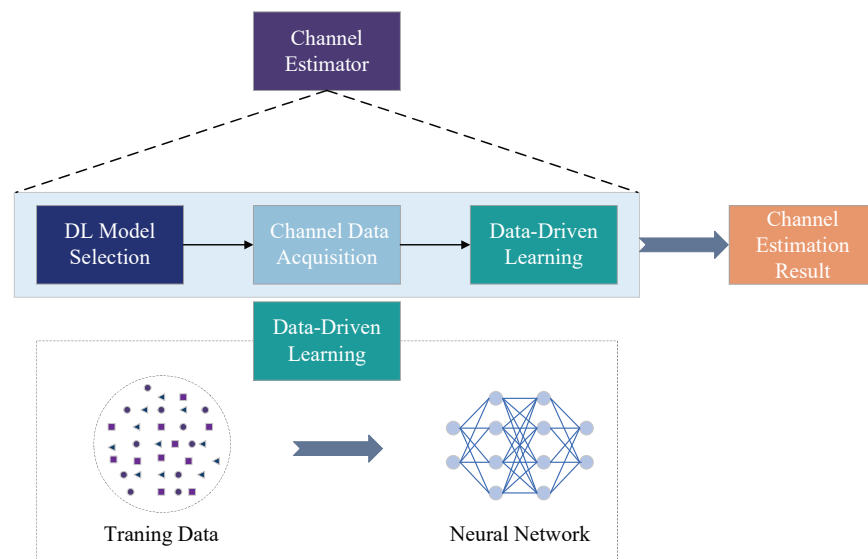 Channel
Estimator
DL Model
Selection
Channel Data
Acquisition
Data-Driven
Learning
Channel
Estimation
Result
Data-Driven
Learning
Traning Data
Neural Network